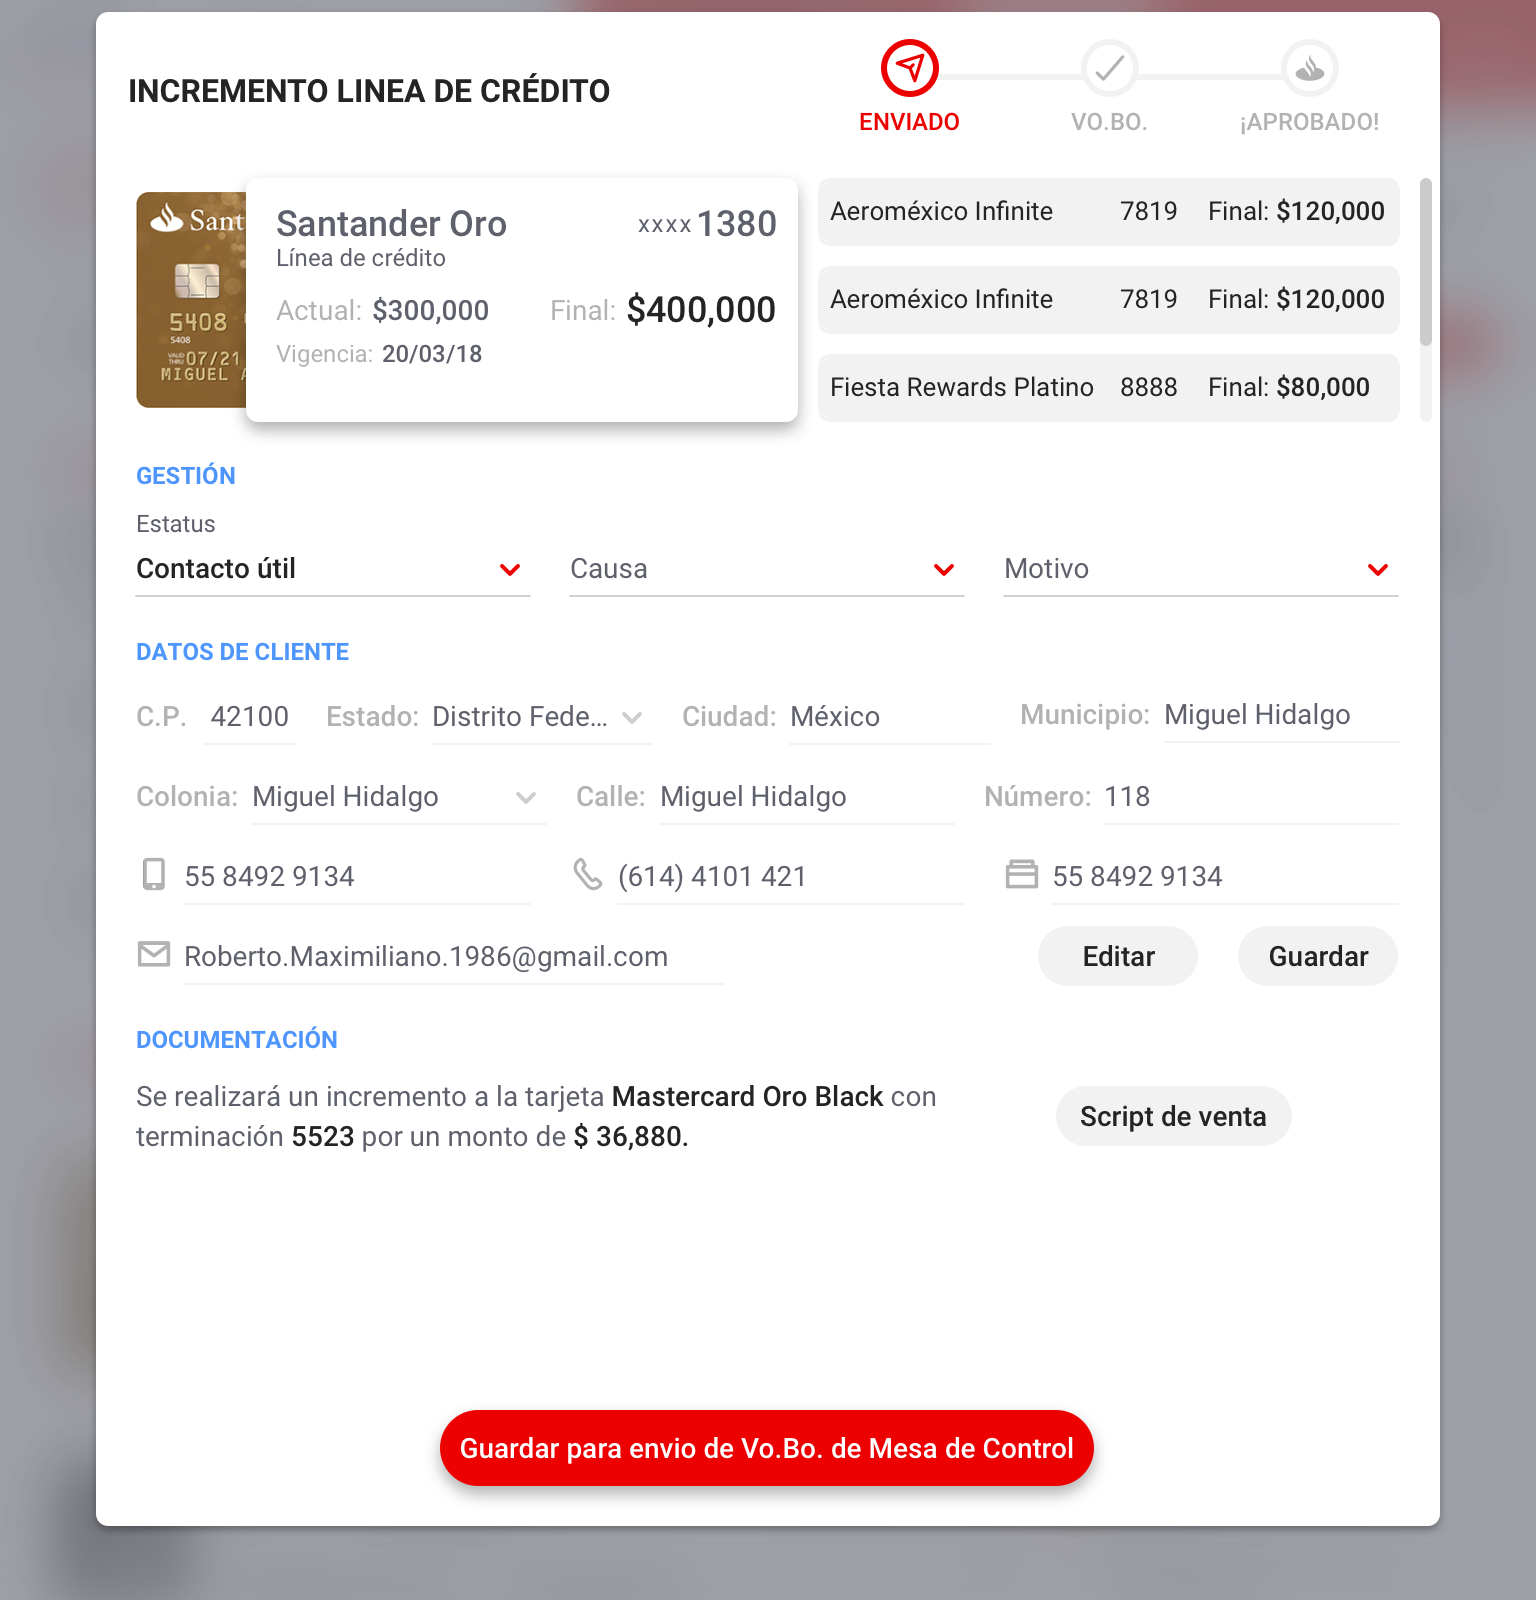 INCREMENTO LINEA DE CRÉDITO
ENVIADO
VO.BO.
¡APROBADO!
Sant
5408
5408
VALID THRU 07/21
MIGUEL
Santander Oro xxxx 1380
Línea de crédito
Actual: $300,000 Final: $400,000
Vigencia: 20/03/18
Aeroméxico Infinite 7819 Final: $120,000
Aeroméxico Infinite 7819 Final: $120,000
Fiesta Rewards Platino 8888 Final: $80,000
GESTIÓN
Estatus
Contacto útil Causa Motivo
DATOS DE CLIENTE
C.P. 42100 Estado: Distrito Fede... Ciudad: México Municipio: Miguel Hidalgo
Colonia: Miguel Hidalgo Calle: Miguel Hidalgo Número: 118
55 8492 9134 (614) 4101 421 55 8492 9134
Roberto.Maximiliano.1986@gmail.com Editar Guardar
DOCUMENTACIÓN
Se realizará un incremento a la tarjeta Mastercard Oro Black con
terminación 5523 por un monto de $ 36,880.
Script de venta
Guardar para envio de Vo.Bo. de Mesa de Control